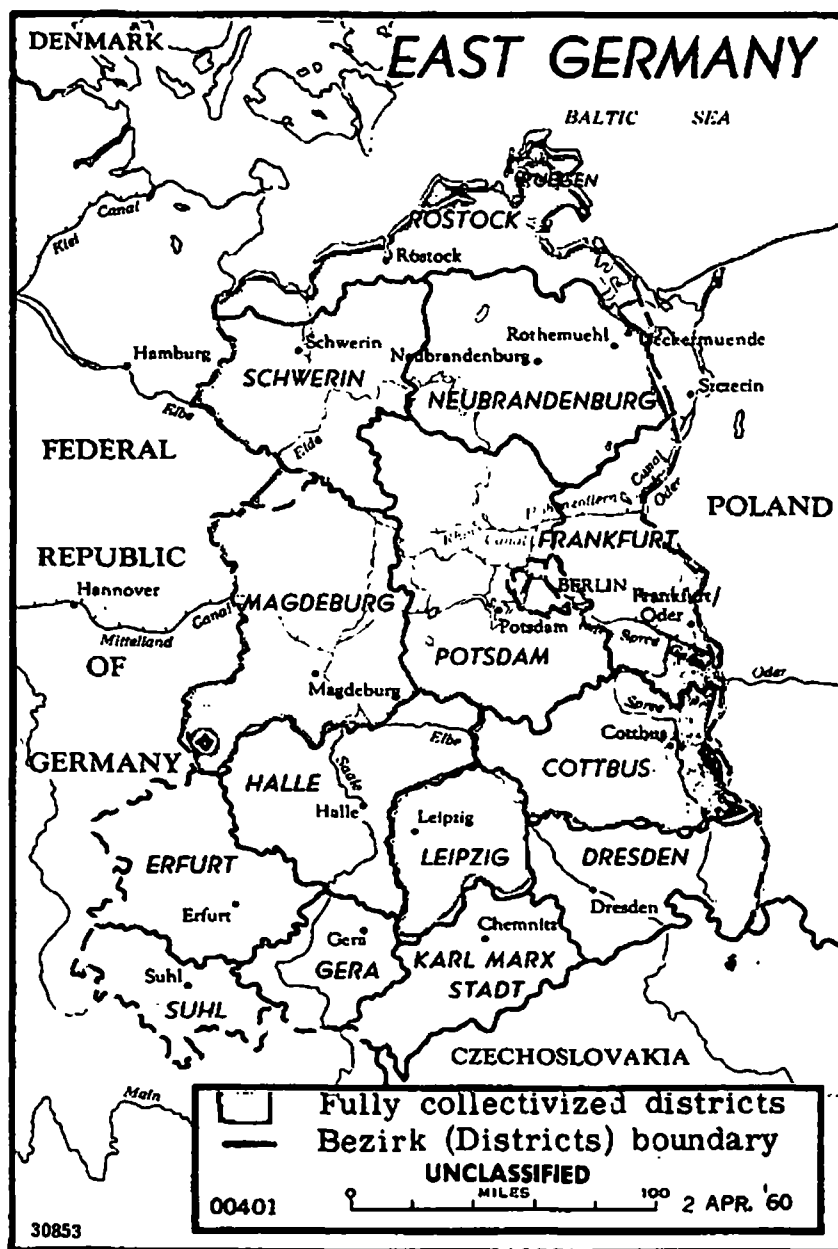 DENMARK
EAST GERMANY
BALTIC SEA
RUEGEN
ROSTOCK
Kiel Canal
Rostock
Schwerin
Rothemuehl
Ueckermuende
Hamburg
Neubrandenburg
SCHWERIN
NEUBRANDENBURG
Szczecin
Elbe
Elde
FEDERAL
Canal
Oder
POLAND
Canal
FRANKFURT
REPUBLIC
Hannover
MAGDEBURG
BERLIN
Frankfurt/
Oder
Mittelland Canal
Potsdam
Spree
OF
POTSDAM
Magdeburg
Oder
Spree
Elbe
Cottbus
GERMANY
HALLE
Saale
COTTBUS
Halle
Leipzig
ERFURT
LEIPZIG
DRESDEN
Erfurt
Dresden
Gera
Chemnitz
Suhl
GERA
KARL MARX
STADT
SUHL
CZECHOSLOVAKIA
Main
Fully collectivized districts
Bezirk (Districts) boundary
UNCLASSIFIED
00401
0 MILES 100
2 APR. '60
30853